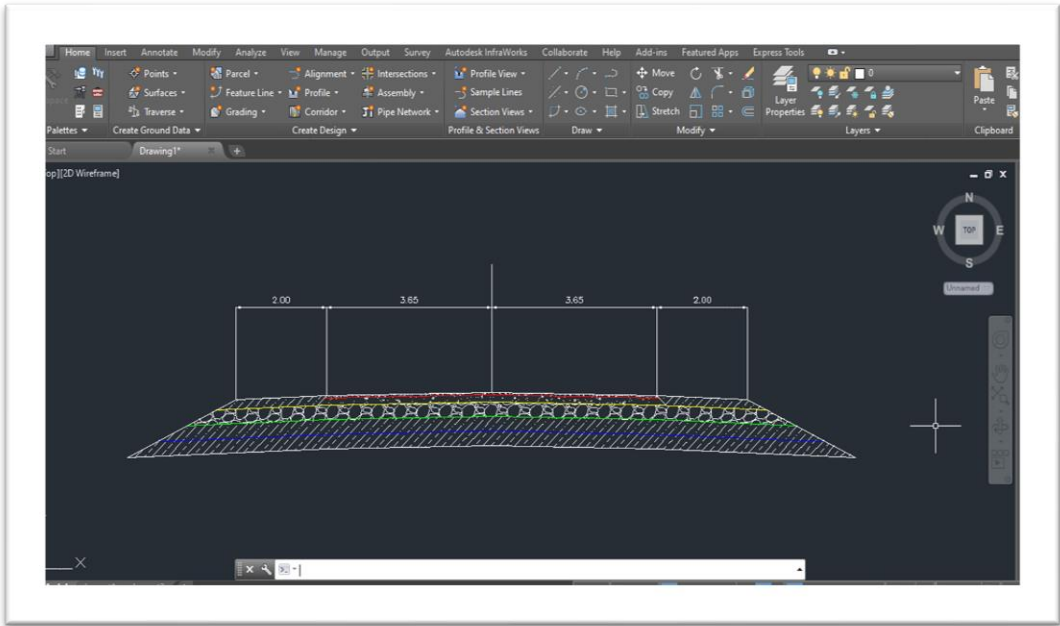 Home Insert Annotate Modify Analyze View Manage Output Survey Autodesk InfraWorks Collaborate Help Add-ins Featured Apps Express Tools
Points Parcel Alignment Intersections Profile View Move 0
Surfaces Feature Line Profile Assembly Sample Lines Copy Layer Properties Paste
Traverse Grading Corridor Pipe Network Section Views Stretch
Palettes Create Ground Data Create Design Profile & Section Views Draw Modify Layers Clipboard
Start Drawing1* +
op][2D Wireframe]
N
W TOP E
S
Unnamed
2.00 3.65 3.65 2.00
X